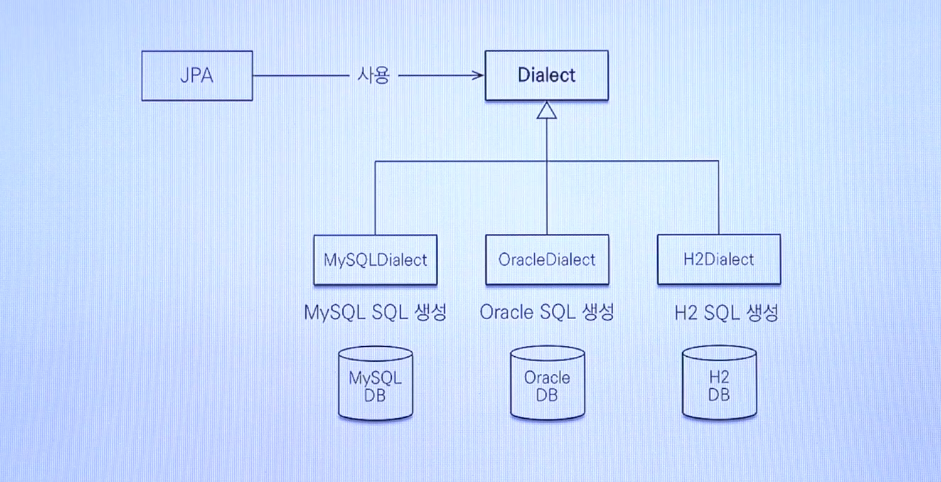 JPA
사용
Dialect
MySQLDialect
OracleDialect
H2Dialect
MySQL SQL 생성
Oracle SQL 생성
H2 SQL 생성
MySQL
DB
Oracle
DB
H2
DB